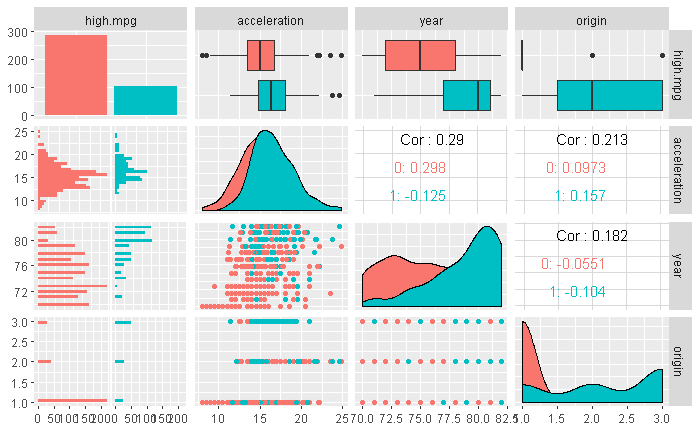 high.mpg acceleration year origin
300
200
100
0
high.mpg
25
20
15
10
Cor : 0.29
0: 0.298
1: -0.125
Cor : 0.213
0: 0.0973
1: 0.157
acceleration
80
76
72
Cor : 0.182
0: -0.0551
1: -0.104
year
3.0
2.5
2.0
1.5
1.0
origin
0 50 100 150 200 0 50 100 150 200
10 15 20 25
70.0 72.5 75.0 77.5 80.0 82.5
1.0 1.5 2.0 2.5 3.0